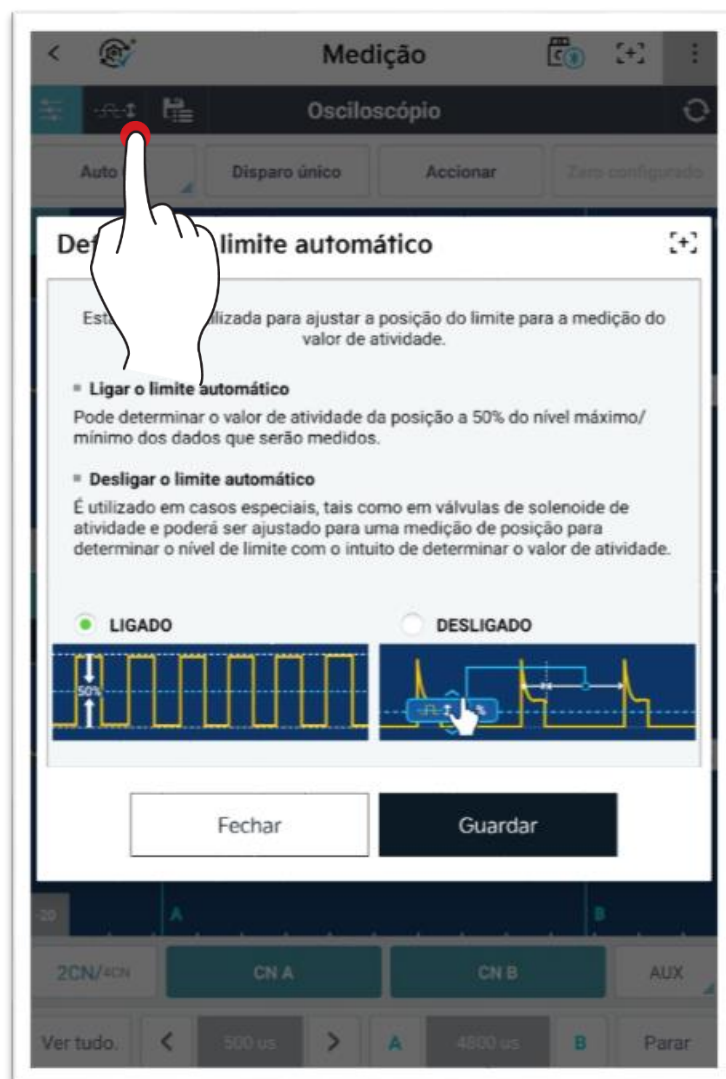 Medição
Osciloscópio
Auto
Disparo único
Accionar
Zero configurado
limite automático
Esta
ilizada para ajustar a posição do limite para a medição do
valor de atividade.
Ligar o limite automático
Pode determinar o valor de atividade da posição a 50% do nível máximo/
mínimo dos dados que serão medidos.
Desligar o limite automático
É utilizado em casos especiais, tais como em válvulas de solenoide de
atividade e poderá ser ajustado para uma medição de posição para
determinar o nível de limite com o intuito de determinar o valor de atividade.
LIGADO
DESLIGADO
50%
%
Fechar
Guardar
-20
A
B
2CN/4CN
CN A
CN B
AUX
Ver tudo.
500 us
A
4800 us
B
Parar